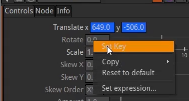 Controls Node Info
Translate x 649.0 y -506.0
Rotate 0.0
Scale 1.
Skew X 0.
Skew Y 0.
Skew Order X
Set Key
Copy
Reset to default
Set expression...